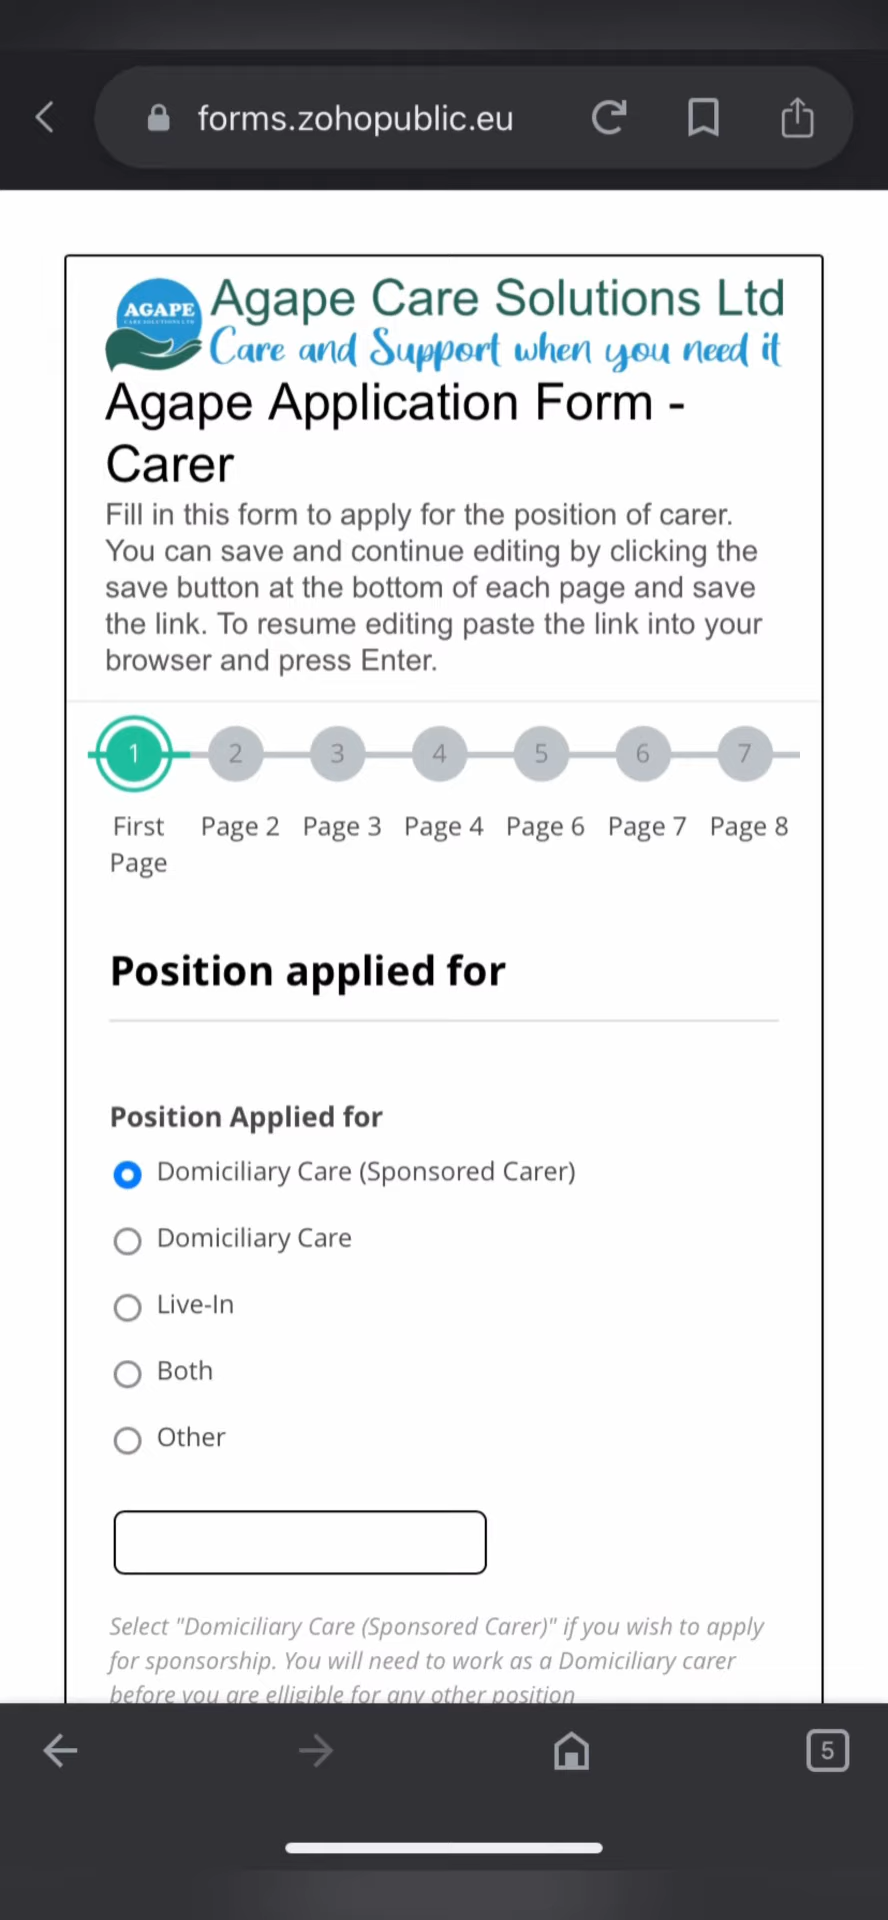 forms.zohopublic.eu
AGAPE
CARE SOLUTIONS LTD
Agape Care Solutions Ltd
Care and Support when you need it
Agape Application Form -
Carer
Fill in this form to apply for the position of carer.
You can save and continue editing by clicking the
save button at the bottom of each page and save
the link. To resume editing paste the link into your
browser and press Enter.
1 2 3 4 5 6 7
First Page 2 Page 3 Page 4 Page 6 Page 7 Page 8
Page
Position applied for
Position Applied for
Domiciliary Care (Sponsored Carer)
Domiciliary Care
Live-In
Both
Other
Select "Domiciliary Care (Sponsored Carer)" if you wish to apply
for sponsorship. You will need to work as a Domiciliary carer
before you are elligible for any other position
5